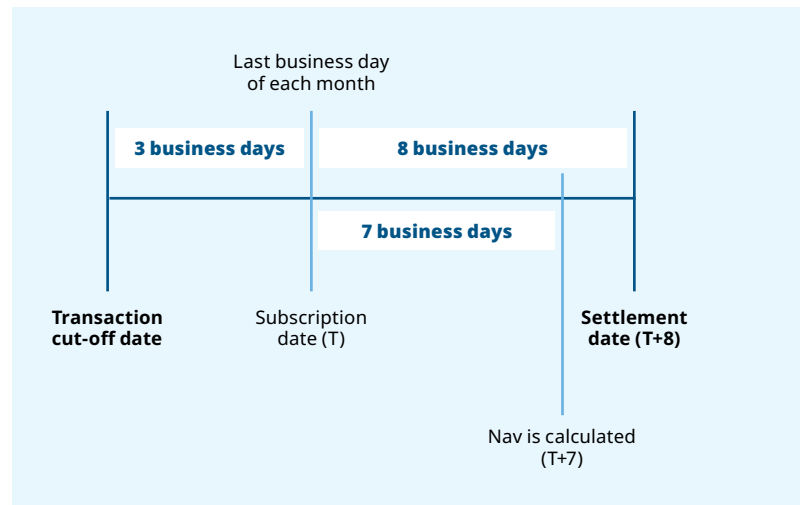 Last business day
of each month
3 business days
8 business days
7 business days
Transaction
cut-off date
Subscription
date (T)
Settlement
date (T+8)
Nav is calculated
(T+7)